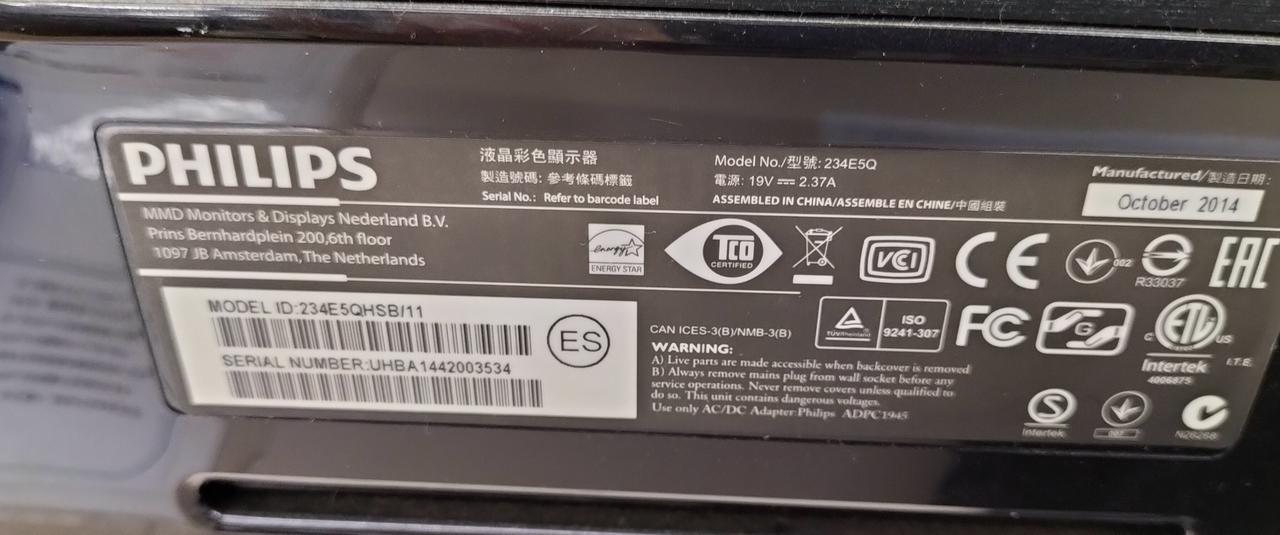 PHILIPS
液晶彩色顯示器
製造號碼: 參考條碼標籤
Serial No.: Refer to barcode label
Model No./型號: 234E5Q
電源: 19V ⎓ 2.37A
ASSEMBLED IN CHINA/ASSEMBLE EN CHINE/中國組裝
Manufactured/製造日期:
October 2014
MMD Monitors & Displays Nederland B.V.
Prins Bernhardplein 200,6th floor
1097 JB Amsterdam,The Netherlands
energy
ENERGY STAR
TCO
CERTIFIED
VCI
CE
002
R33037
EAC
MODEL ID:234E5QHSB/11
SERIAL NUMBER:UHBA1442003534
ES
TÜVRheinland
ISO
9241-307
FC
G
C ETL US
Intertek
4006875
I.T.E.
CAN ICES-3(B)/NMB-3(B)
WARNING:
A) Live parts are made accessible when backcover is removed
B) Always remove mains plug from wall socket before any
service operations. Never remove covers unless qualified to
do so. This unit contains dangerous voltages.
Use only AC/DC Adapter:Philips ADPC1945
S
Intertek
007
N26268